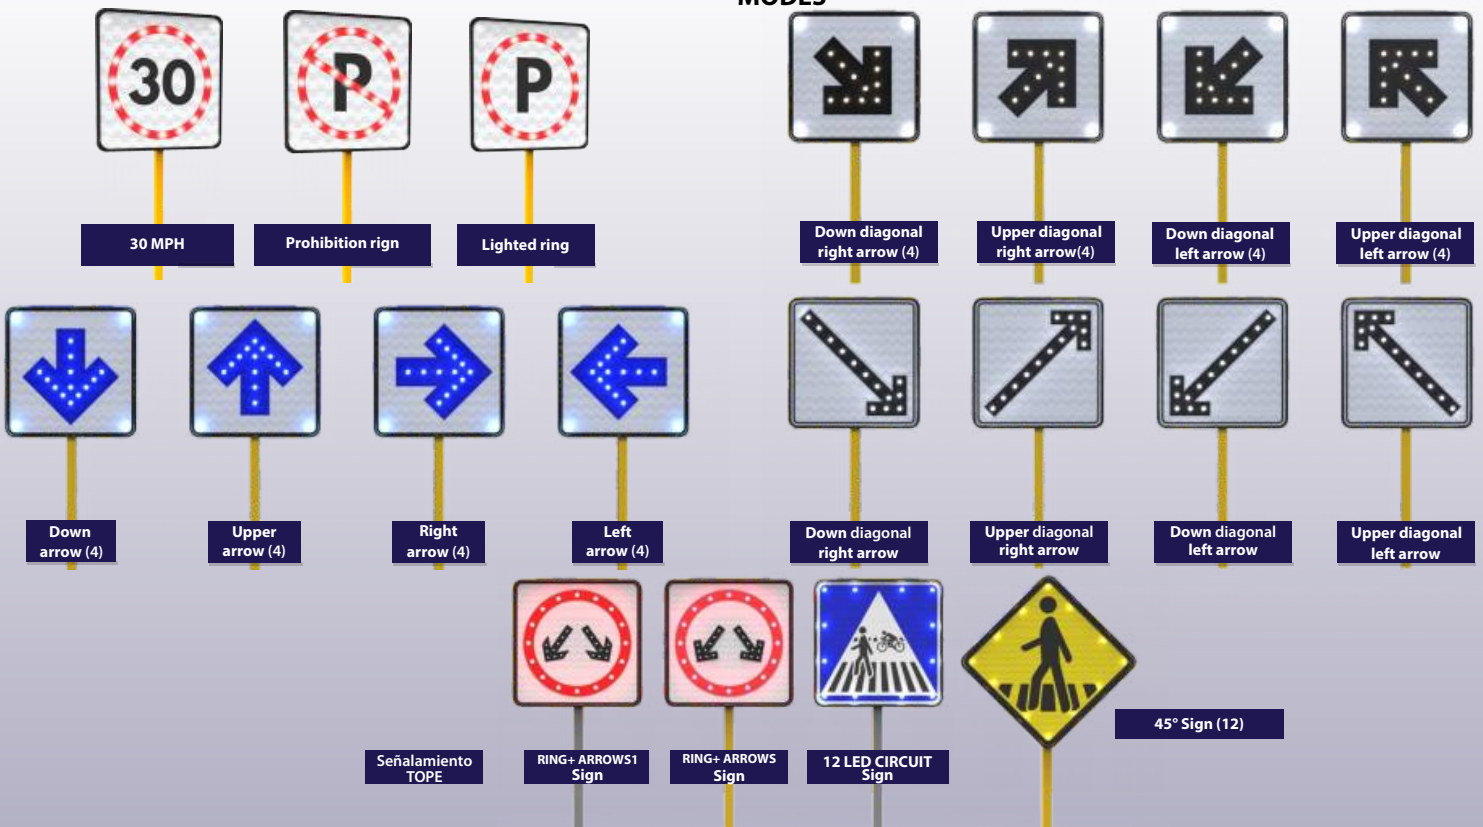 MODES
30
P
P
30 MPH
Prohibition rign
Lighted ring
Down diagonal
right arrow (4)
Upper diagonal
right arrow(4)
Down diagonal
left arrow (4)
Upper diagonal
left arrow (4)
Down
arrow (4)
Upper
arrow (4)
Right
arrow (4)
Left
arrow (4)
Down diagonal
right arrow
Upper diagonal
right arrow
Down diagonal
left arrow
Upper diagonal
left arrow
45° Sign (12)
Señalamiento
TOPE
RING+ ARROWS1
Sign
RING+ ARROWS
Sign
12 LED CIRCUIT
Sign